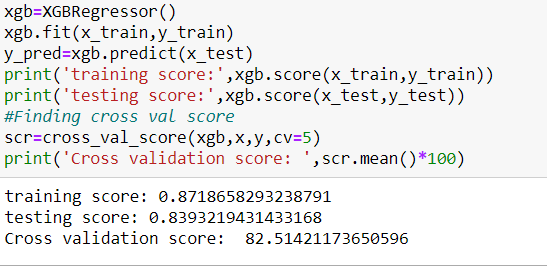 xgb=XGBRegressor()
xgb.fit(x_train,y_train)
y_pred=xgb.predict(x_test)
print('training score:',xgb.score(x_train,y_train))
print('testing score:',xgb.score(x_test,y_test))
#Finding cross val score
scr=cross_val_score(xgb,x,y,cv=5)
print('Cross validation score: ',scr.mean()*100)
training score: 0.8718658293238791
testing score: 0.8393219431433168
Cross validation score:  82.51421173650596